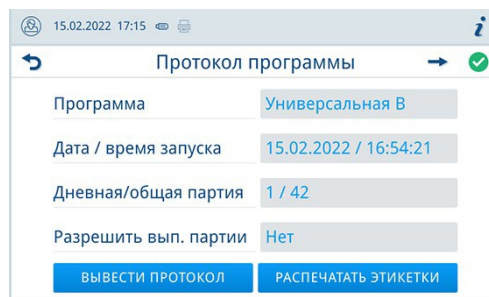 15.02.2022 17:15
i
Протокол программы
Программа Универсальная B
Дата / время запуска 15.02.2022 / 16:54:21
Дневная/общая партия 1 / 42
Разрешить вып. партии Нет
ВЫВЕСТИ ПРОТОКОЛ РАСПЕЧАТАТЬ ЭТИКЕТКИ